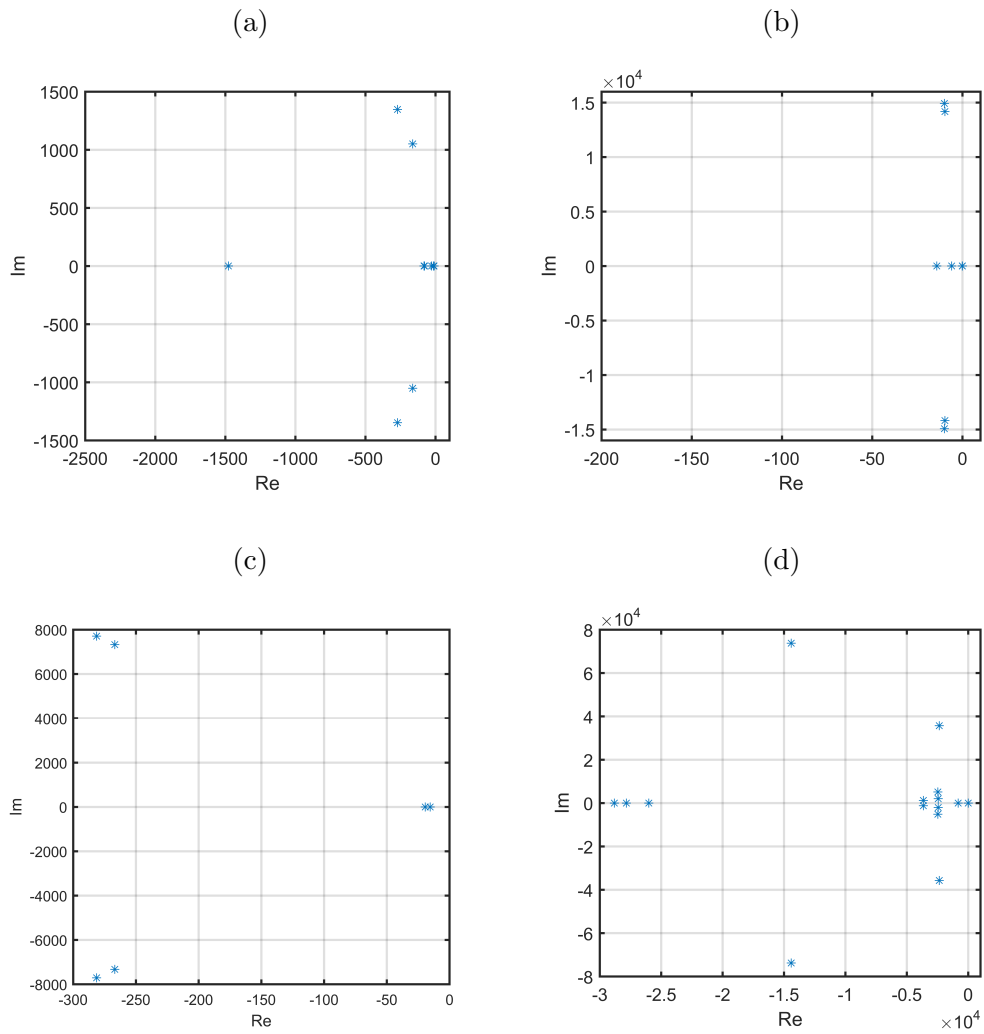 (a)
(b)
1500
1000
500
0
-500
-1000
-1500
-2500 -2000 -1500 -1000 -500 0
Re
Im
×10^4
1.5
1
0.5
0
-0.5
-1
-1.5
-200 -150 -100 -50 0
Re
Im
(c)
(d)
8000
6000
4000
2000
0
-2000
-4000
-6000
-8000
-300 -250 -200 -150 -100 -50 0
Re
Im
×10^4
8
6
4
2
0
-2
-4
-6
-8
-3 -2.5 -2 -1.5 -1 -0.5 0
Re
×10^4
Im